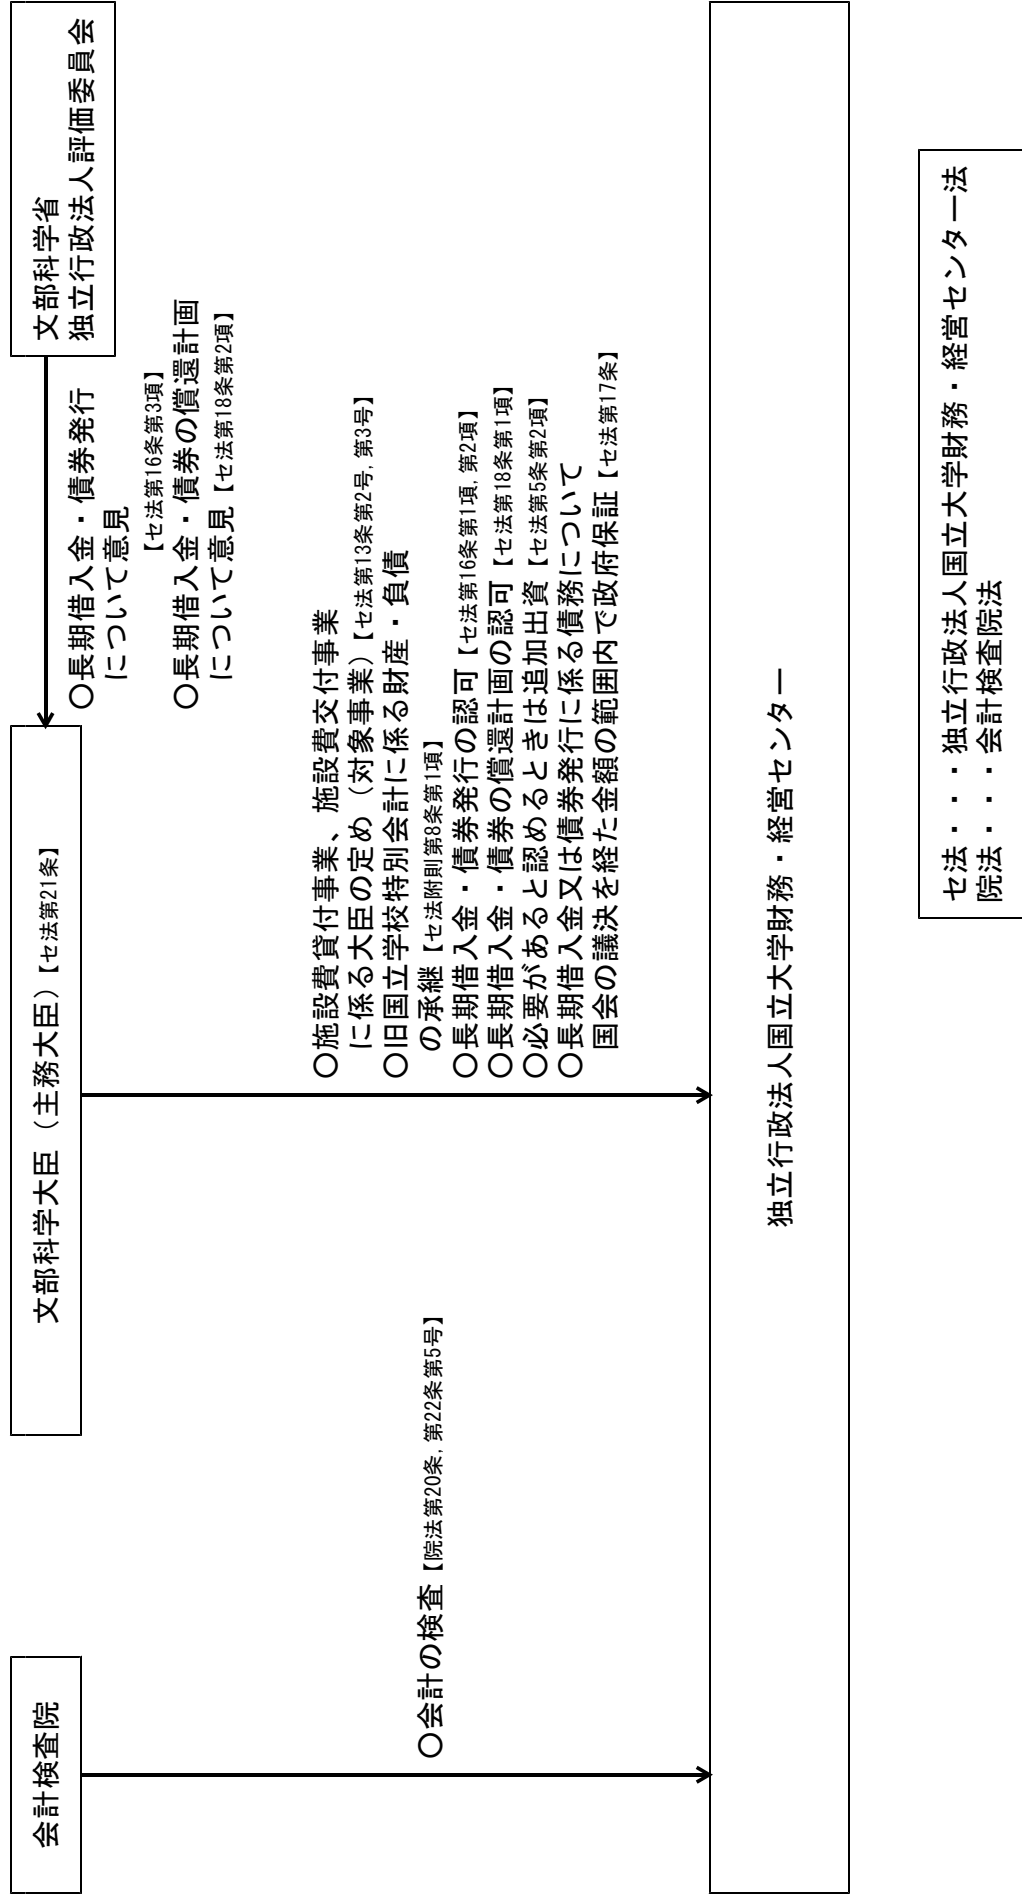 会計検査院
文部科学大臣（主務大臣）【セ法第21条】
文部科学省
独立行政法人評価委員会
○長期借入金・債券発行
について意見
【セ法第16条第3項】
○長期借入金・債券の償還計画
について意見【セ法第18条第2項】
○会計の検査【院法第20条,第22条第5号】
○施設費貸付事業、施設費交付事業
に係る大臣の定め（対象事業）【セ法第13条第2号,第3号】
○旧国立学校特別会計に係る財産・負債
の承継【セ法附則第8条第1項】
○長期借入金・債券発行の認可【セ法第16条第1項,第2項】
○長期借入金・債券の償還計画の認可【セ法第18条第1項】
○必要があると認めるときは追加出資【セ法第5条第2項】
○長期借入金又は債券発行に係る債務について
国会の議決を経た金額の範囲内で政府保証【セ法第17条】
独立行政法人国立大学財務・経営センター
セ法・・・独立行政法人国立大学財務・経営センター法
院法・・・会計検査院法